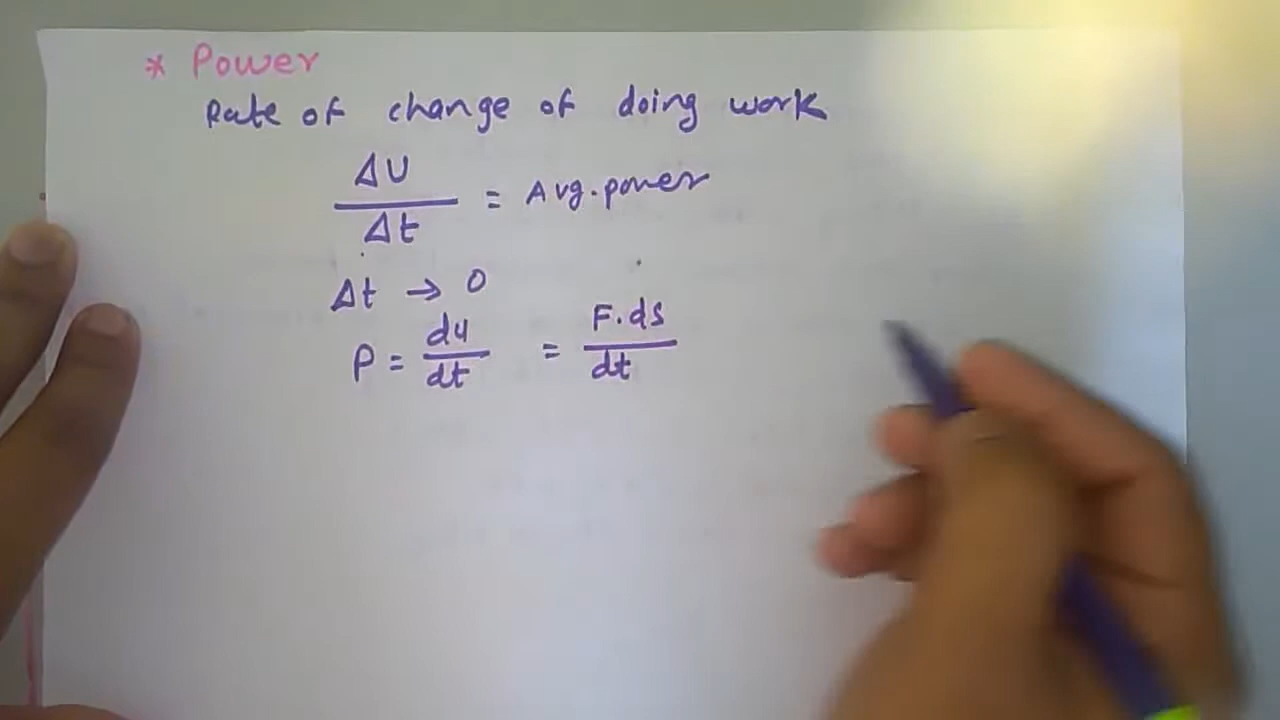 * Power
Rate of change of doing work
ΔU / Δt = Avg. power
Δt → 0
P = du / dt = F. ds / dt